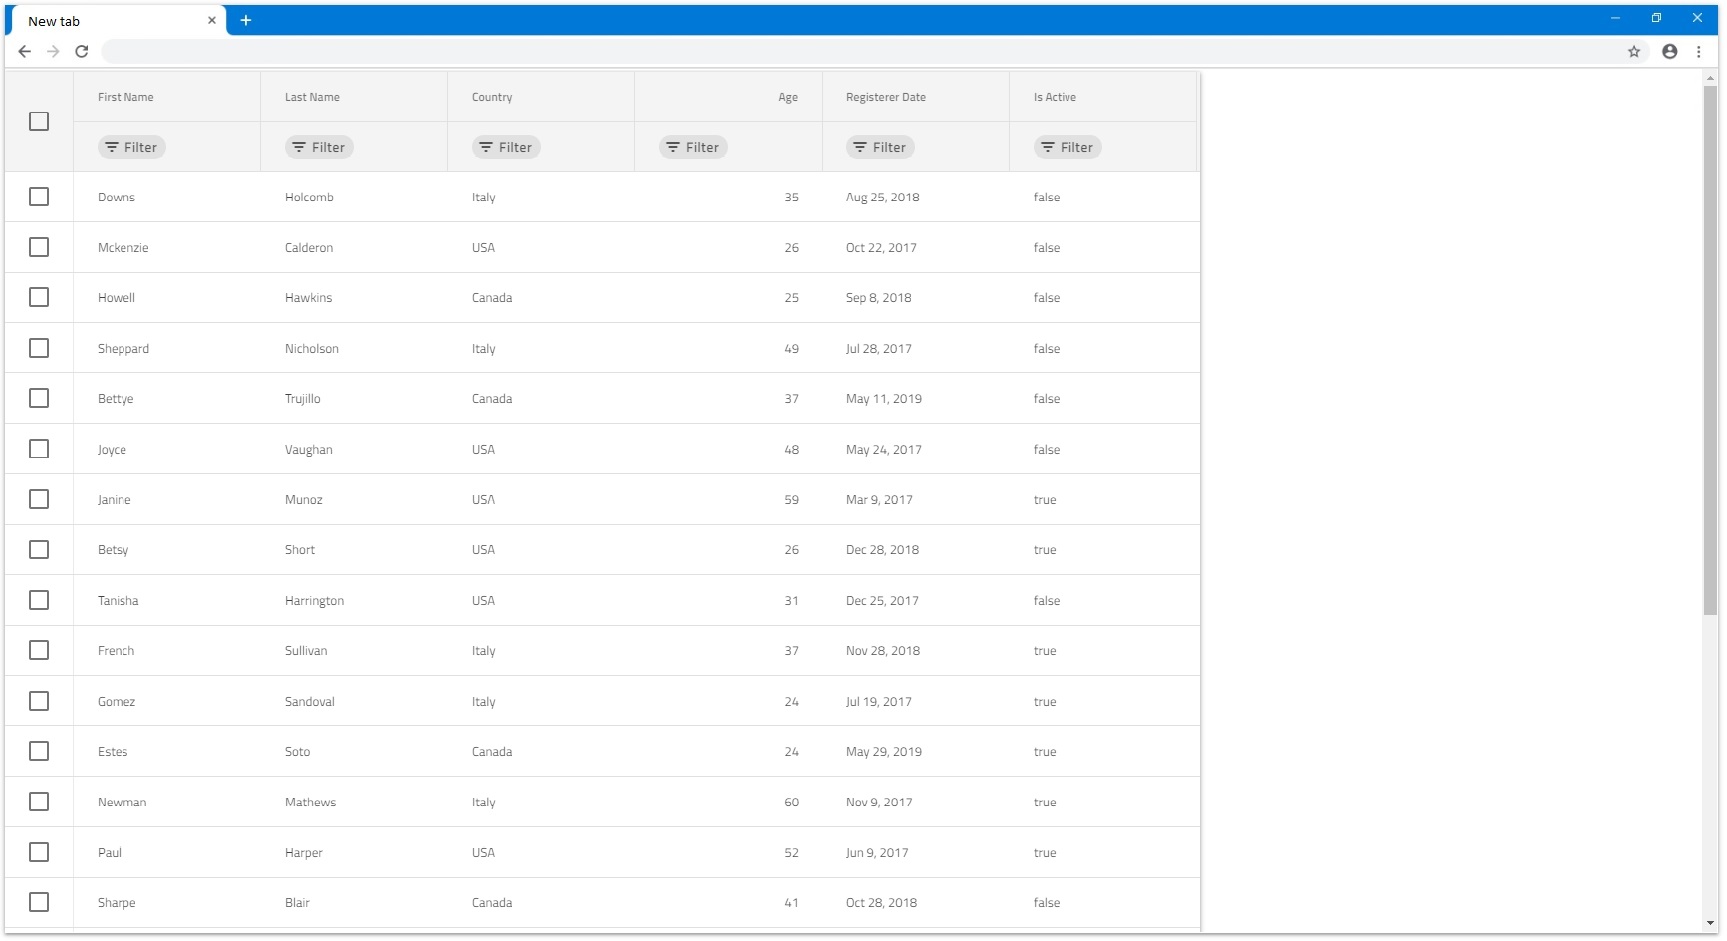 New tab
First Name Last Name Country Age Registerer Date Is Active
Filter Filter Filter Filter Filter Filter
Downs Holcomb Italy 35 Aug 25, 2018 false
Mckenzie Calderon USA 26 Oct 22, 2017 false
Howell Hawkins Canada 25 Sep 8, 2018 false
Sheppard Nicholson Italy 49 Jul 28, 2017 false
Bettye Trujillo Canada 37 May 11, 2019 false
Joyce Vaughan USA 48 May 24, 2017 false
Janine Munoz USA 59 Mar 9, 2017 true
Betsy Short USA 26 Dec 28, 2018 true
Tanisha Harrington USA 31 Dec 25, 2017 false
French Sullivan Italy 37 Nov 28, 2018 true
Gomez Sandoval Italy 24 Jul 19, 2017 true
Estes Soto Canada 24 May 29, 2019 true
Newman Mathews Italy 60 Nov 9, 2017 true
Paul Harper USA 52 Jun 9, 2017 true
Sharpe Blair Canada 41 Oct 28, 2018 false